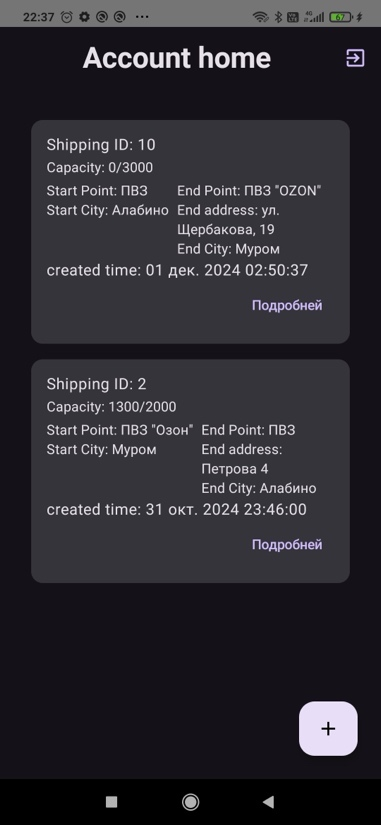 22:37
67
Account home
Shipping ID: 10
Capacity: 0/3000
Start Point: ПВЗ
End Point: ПВЗ "OZON"
Start City: Алабино
End address: ул.
Щербакова, 19
End City: Муром
created time: 01 дек. 2024 02:50:37
Подробней
Shipping ID: 2
Capacity: 1300/2000
Start Point: ПВЗ "Озон"
End Point: ПВЗ
Start City: Муром
End address:
Петрова 4
End City: Алабино
created time: 31 окт. 2024 23:46:00
Подробней
+